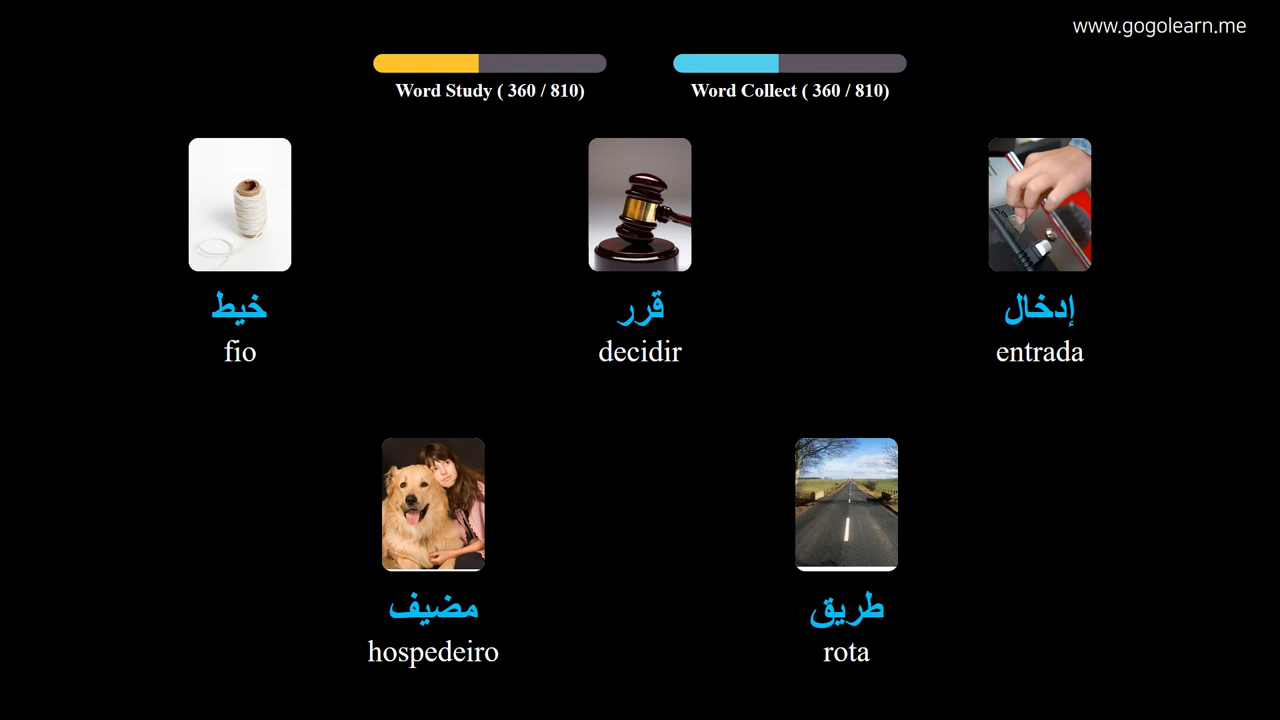 www.gogolearn.me
Word Study ( 360 / 810)
Word Collect ( 360 / 810)
خيط
fio
قرر
decidir
إدخال
entrada
مضيف
hospedeiro
طريق
rota